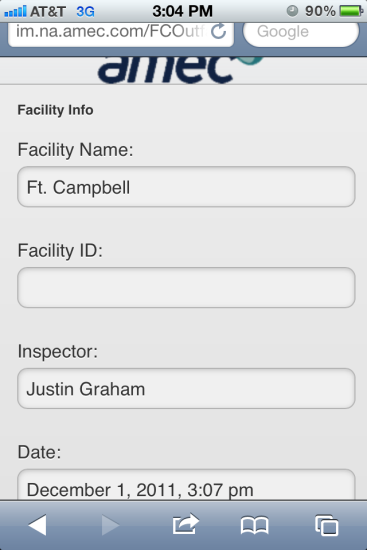 AT&T 3G 3:04 PM 90%
im.na.amec.com/FCOut Google
amec
Facility Info
Facility Name:
Ft. Campbell
Facility ID:
Inspector:
Justin Graham
Date:
December 1, 2011, 3:07 pm